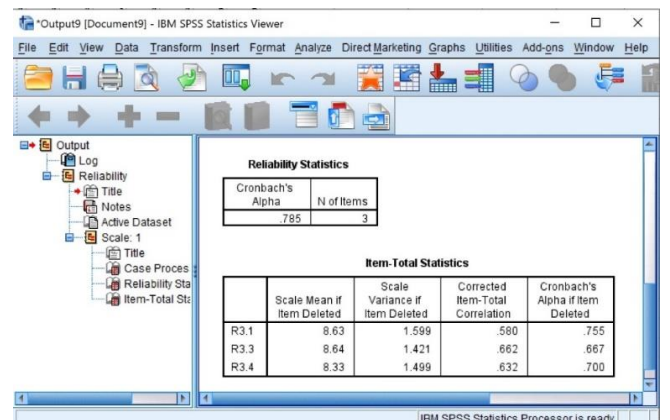 *Output9 [Document9] - IBM SPSS Statistics Viewer
File Edit View Data Transform Insert Format Analyze Direct Marketing Graphs Utilities Add-ons Window Help
Output
Log
Reliability
Title
Notes
Active Dataset
Scale: 1
Title
Case Proces
Reliability Sta
Item-Total Sta
Reliability Statistics
Cronbach's Alpha N of Items
.785 3
Item-Total Statistics
Scale Mean if Item Deleted Scale Variance if Item Deleted Corrected Item-Total Correlation Cronbach's Alpha if Item Deleted
R3.1 8.63 1.599 .580 .755
R3.3 8.64 1.421 .662 .667
R3.4 8.33 1.499 .632 .700
IBM SPSS Statistics Processor is ready